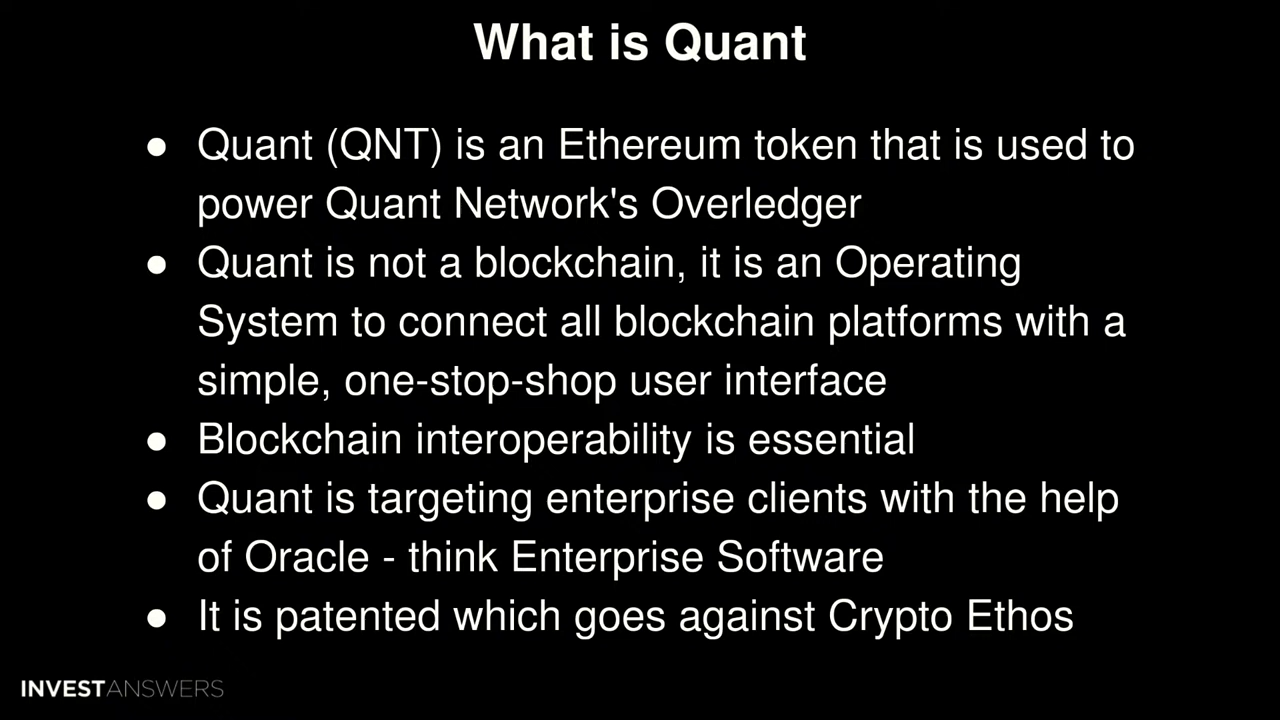 What is Quant
● Quant (QNT) is an Ethereum token that is used to
power Quant Network's Overledger
● Quant is not a blockchain, it is an Operating
System to connect all blockchain platforms with a
simple, one-stop-shop user interface
● Blockchain interoperability is essential
● Quant is targeting enterprise clients with the help
of Oracle - think Enterprise Software
● It is patented which goes against Crypto Ethos
INVESTANSWERS